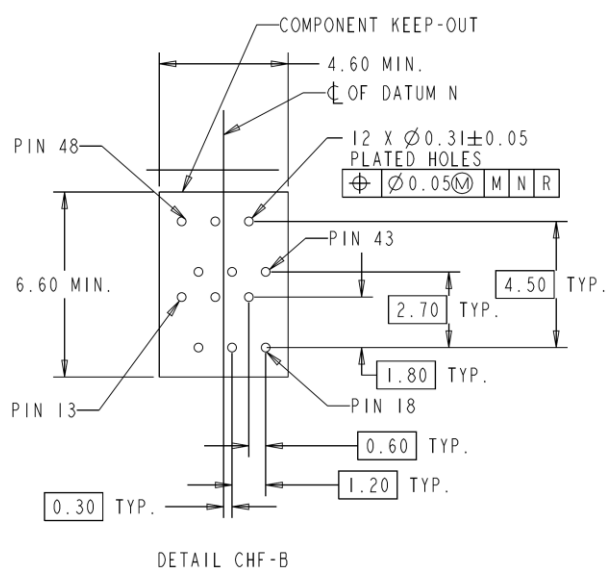 COMPONENT KEEP-OUT
4.60 MIN.
℄ OF DATUM N
PIN 48
12 X Ø0.31±0.05
PLATED HOLES
⌖ Ø0.05Ⓜ M N R
PIN 43
6.60 MIN.
4.50 TYP.
2.70 TYP.
1.80 TYP.
PIN 13
PIN 18
0.60 TYP.
1.20 TYP.
0.30 TYP.
DETAIL CHF-B